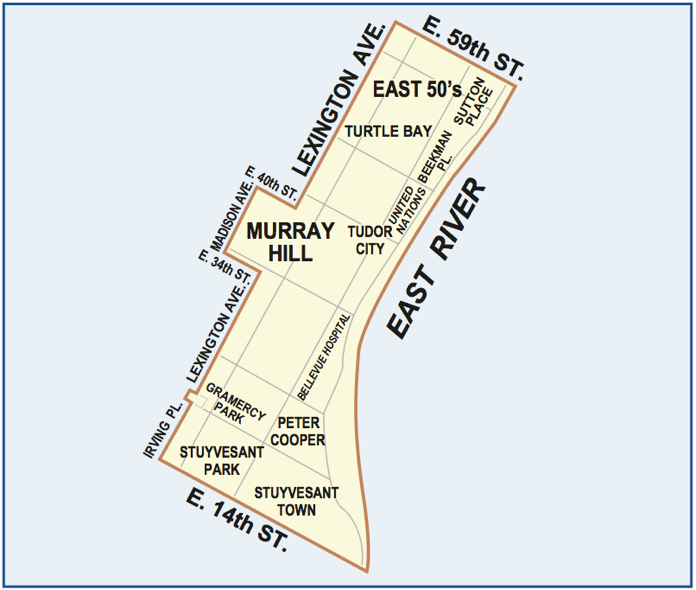 E. 59th ST.
LEXINGTON AVE.
EAST 50's
SUTTON
PLACE
TURTLE BAY
BEEKMAN
PL.
E. 40th ST.
MADISON AVE.
UNITED
NATIONS
MURRAY
HILL
TUDOR
CITY
EAST RIVER
E. 34th ST.
LEXINGTON AVE.
BELLEVUE HOSPITAL
GRAMERCY
PARK
IRVING PL.
PETER
COOPER
STUYVESANT
PARK
STUYVESANT
TOWN
E. 14th ST.